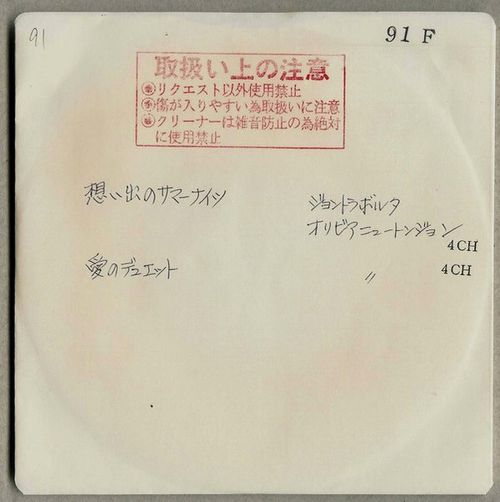 91
91 F
取扱い上の注意
リクエスト以外使用禁止
傷が入りやすい為取扱いに注意
クリーナーは雑音防止の為絶対
に使用禁止
想い出のサマーナイツ ジョントラボルタ
オリビアニュートンジョン
4CH
愛のデュエット 〃 4CH